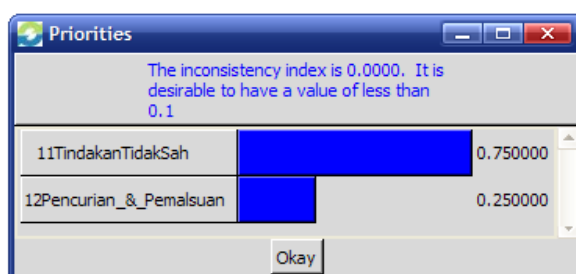 Priorities
The inconsistency index is 0.0000. It is
desirable to have a value of less than
0.1
11TindakanTidakSah 0.750000
12Pencurian_&_Pemalsuan 0.250000
Okay